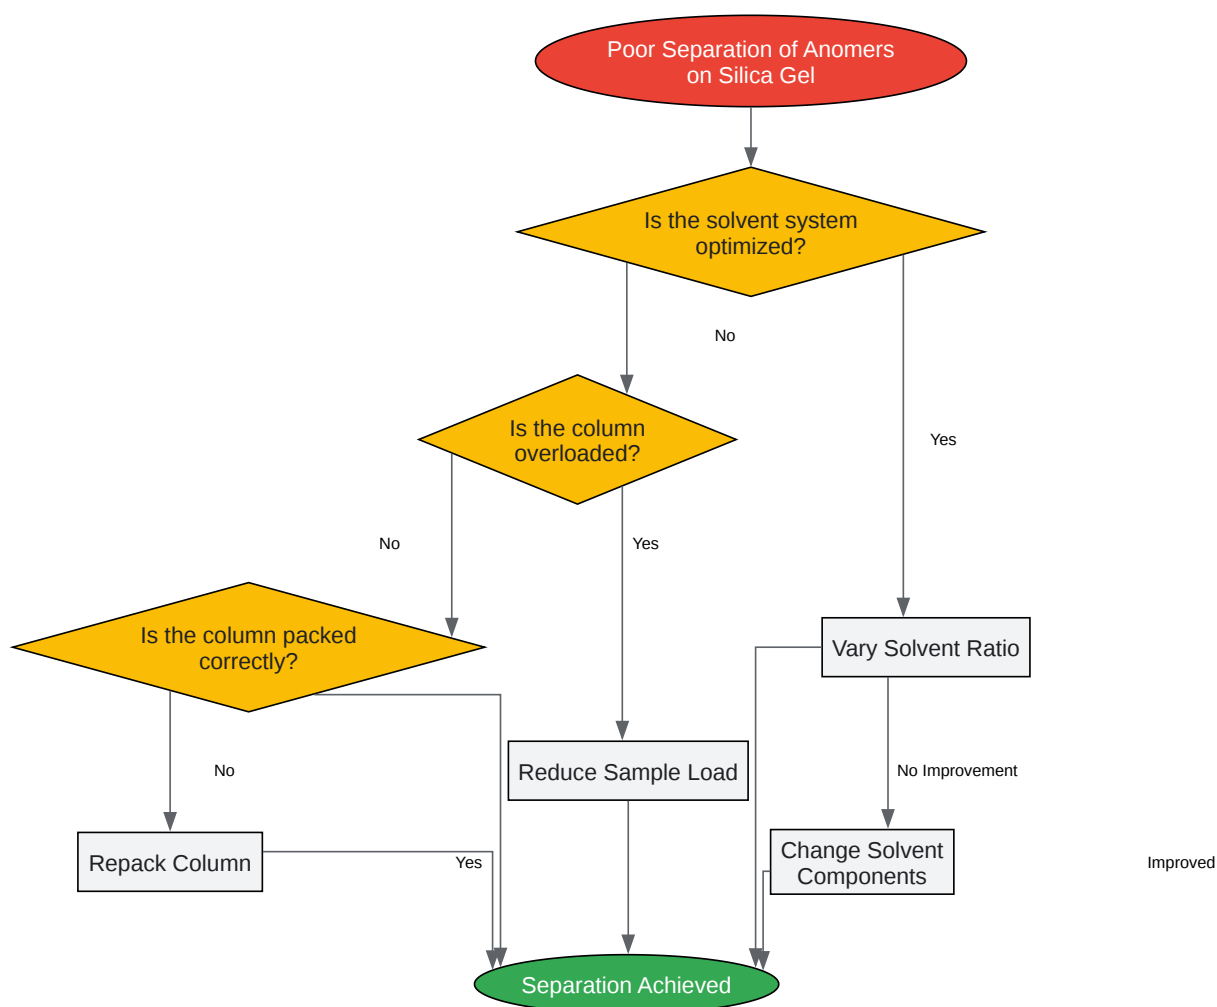 Poor Separation of Anomers
on Silica Gel
Is the solvent system
optimized?
No
Is the column
overloaded?
Yes
No
Yes
Is the column packed
correctly?
Vary Solvent Ratio
No
Reduce Sample Load
No Improvement
Repack Column
Yes
Change Solvent
Components
Improved
Separation Achieved